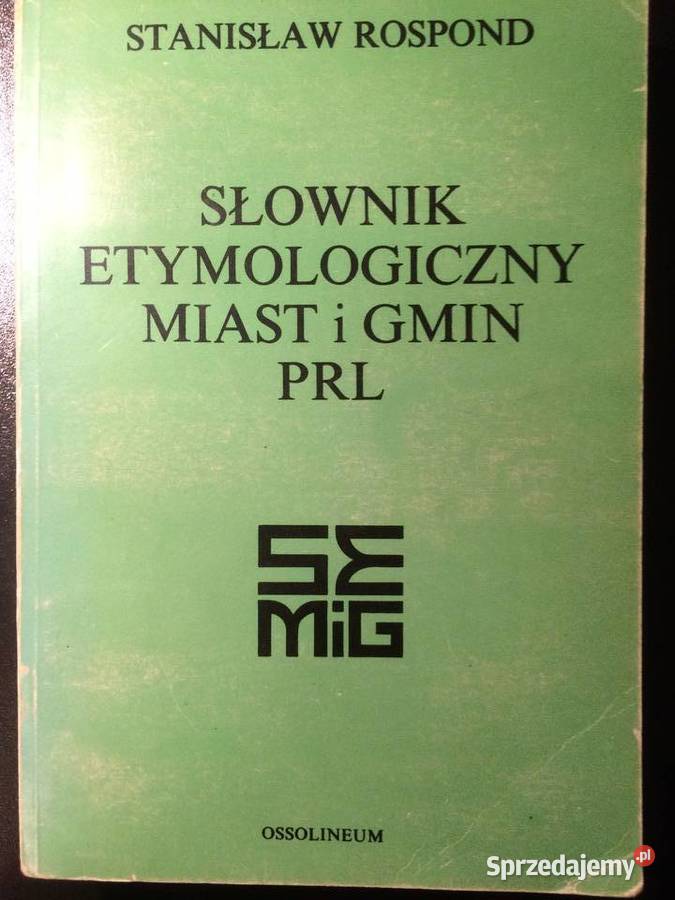 STANISŁAW ROSPOND
SŁOWNIK
ETYMOLOGICZNY
MIAST i GMIN
PRL
SE
MiG
OSSOLINEUM
Sprzedajemy.pl